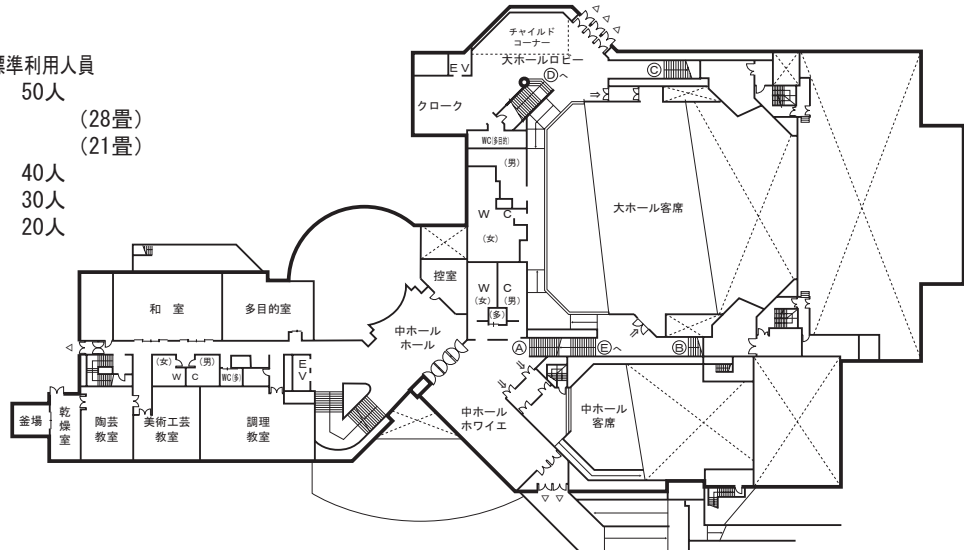 標準利用人員
50人
(28畳)
(21畳)
40人
30人
20人
チャイルド
コーナー
大ホールロビー
Ⓓへ
EV
クローク
Ⓒ
⇒
WC(多目的)
(男)
W C
(女)
大ホール客席
控室
W C
(女) (男)
(多)
和 室
多目的室
中ホール
ホール
Ⓐ
Ⓔへ
Ⓑ
(女) (男)
W C
WC(多)
EV
釜場
乾燥室
陶芸
教室
美術工芸
教室
調理
教室
中ホール
ホワイエ
中ホール
客席